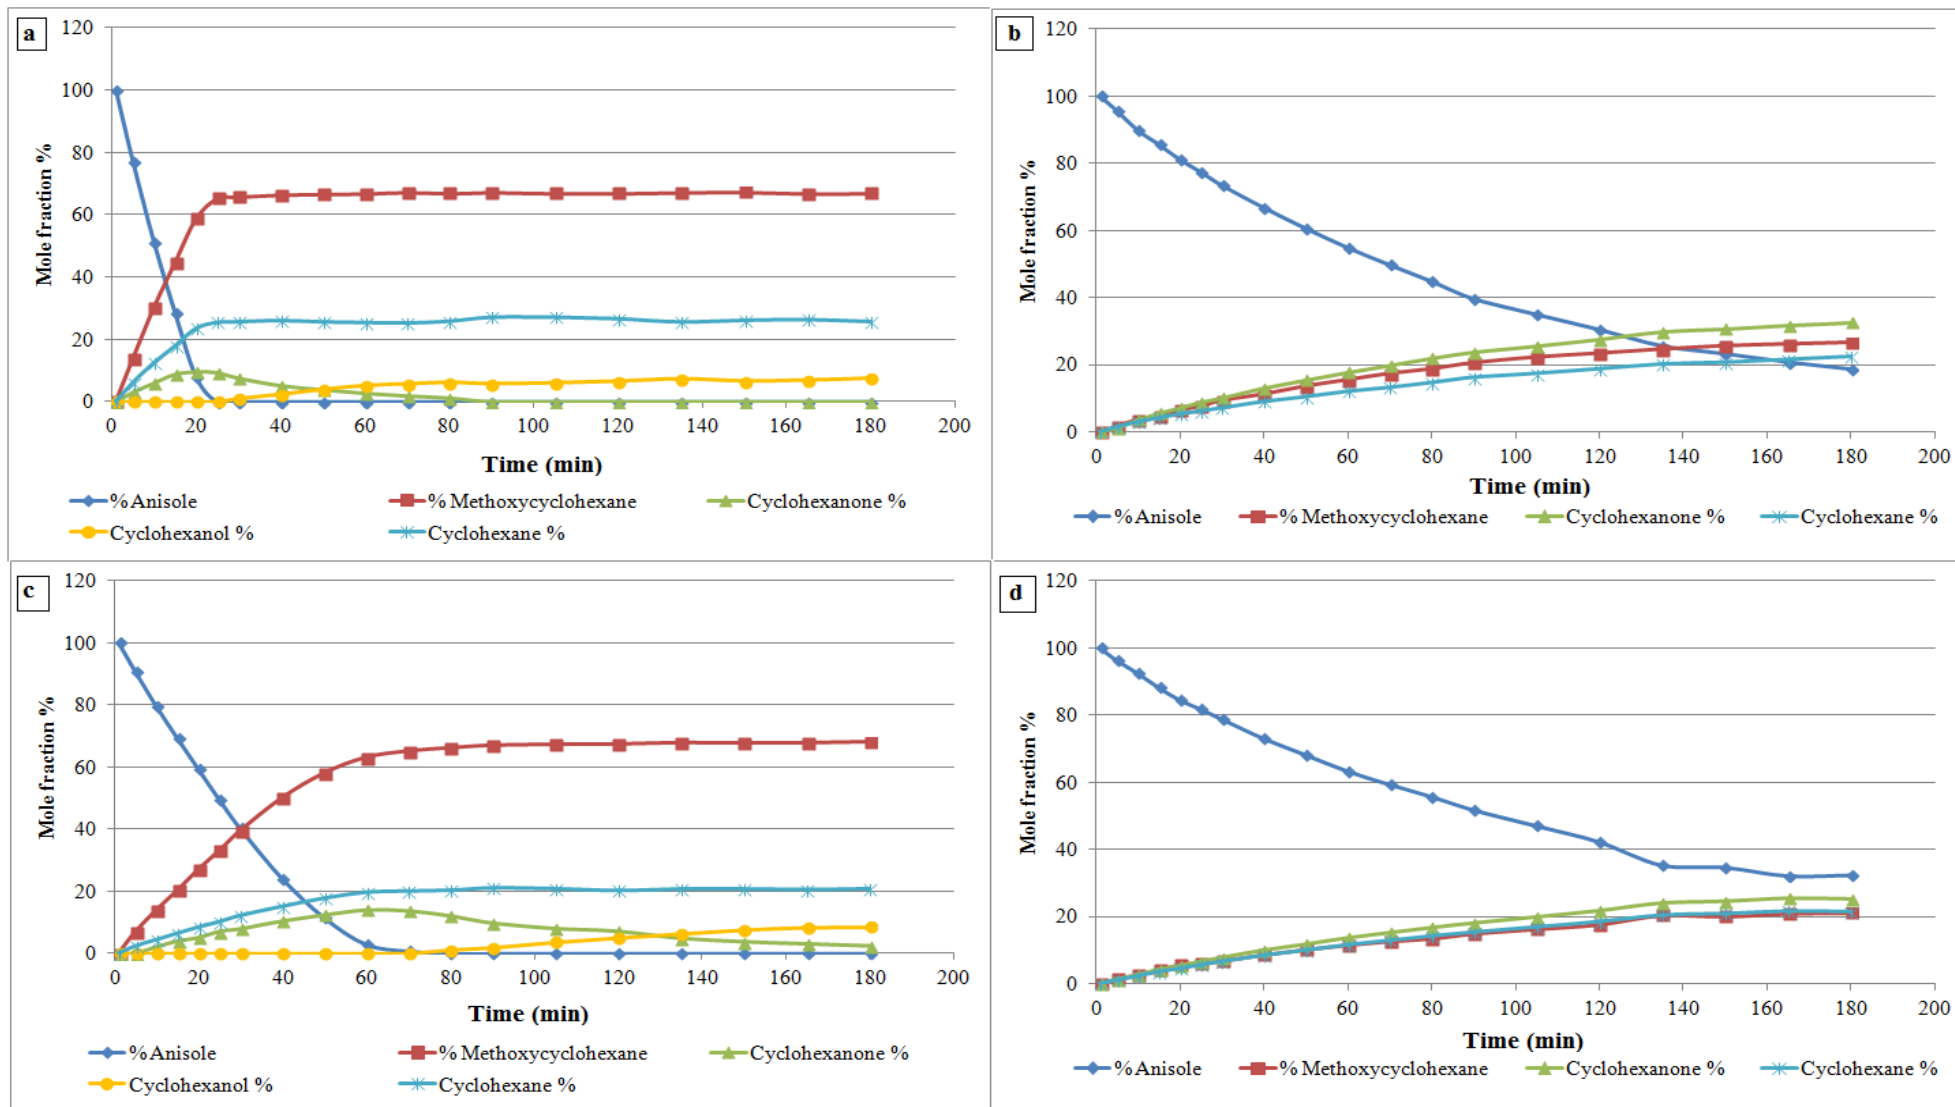 a
120
100
80
60
40
20
0
Mole fraction %
0 20 40 60 80 100 120 140 160 180 200
Time (min)
%Anisole % Methoxycyclohexane Cyclohexanone %
Cyclohexanol % Cyclohexane %
b
120
100
80
60
40
20
0
Mole fraction %
0 20 40 60 80 100 120 140 160 180 200
Time (min)
%Anisole % Methoxycyclohexane Cyclohexanone % Cyclohexane %
c
120
100
80
60
40
20
0
Mole fraction %
0 20 40 60 80 100 120 140 160 180 200
Time (min)
%Anisole % Methoxycyclohexane Cyclohexanone %
Cyclohexanol % Cyclohexane %
d
120
100
80
60
40
20
0
Mole fraction %
0 20 40 60 80 100 120 140 160 180 200
Time (min)
%Anisole % Methoxycyclohexane Cyclohexanone % Cyclohexane %